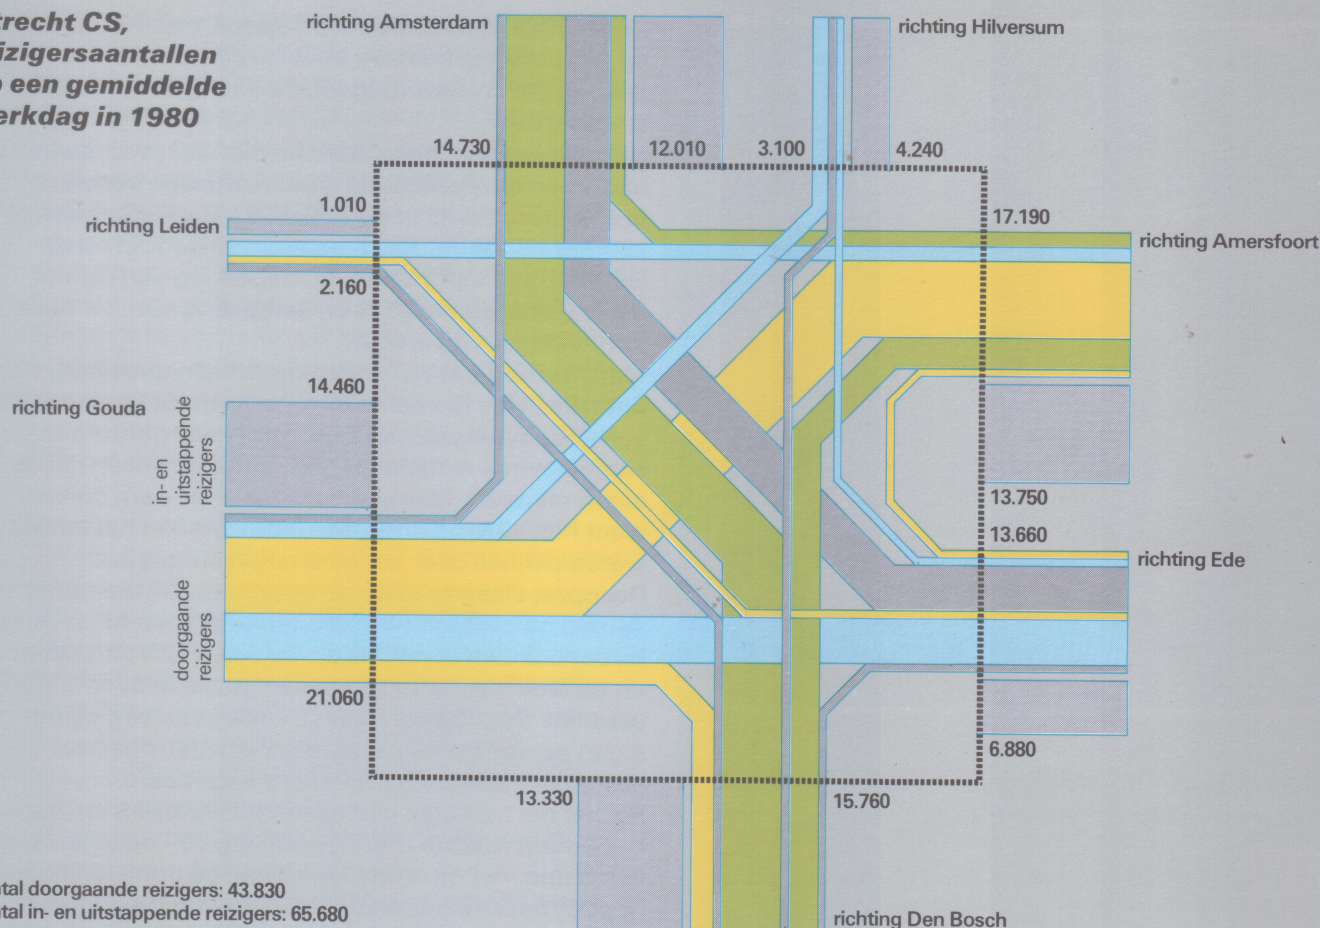 trecht CS,
izigersaantallen
een gemiddelde
erkdag in 1980
richting Amsterdam
richting Hilversum
14.730
12.010
3.100
4.240
1.010
richting Leiden
17.190
richting Amersfoort
2.160
14.460
richting Gouda
in- en
uitstappende
reizigers
13.750
13.660
richting Ede
doorgaande
reizigers
21.060
6.880
13.330
15.760
tal doorgaande reizigers: 43.830
tal in- en uitstappende reizigers: 65.680
richting Den Bosch